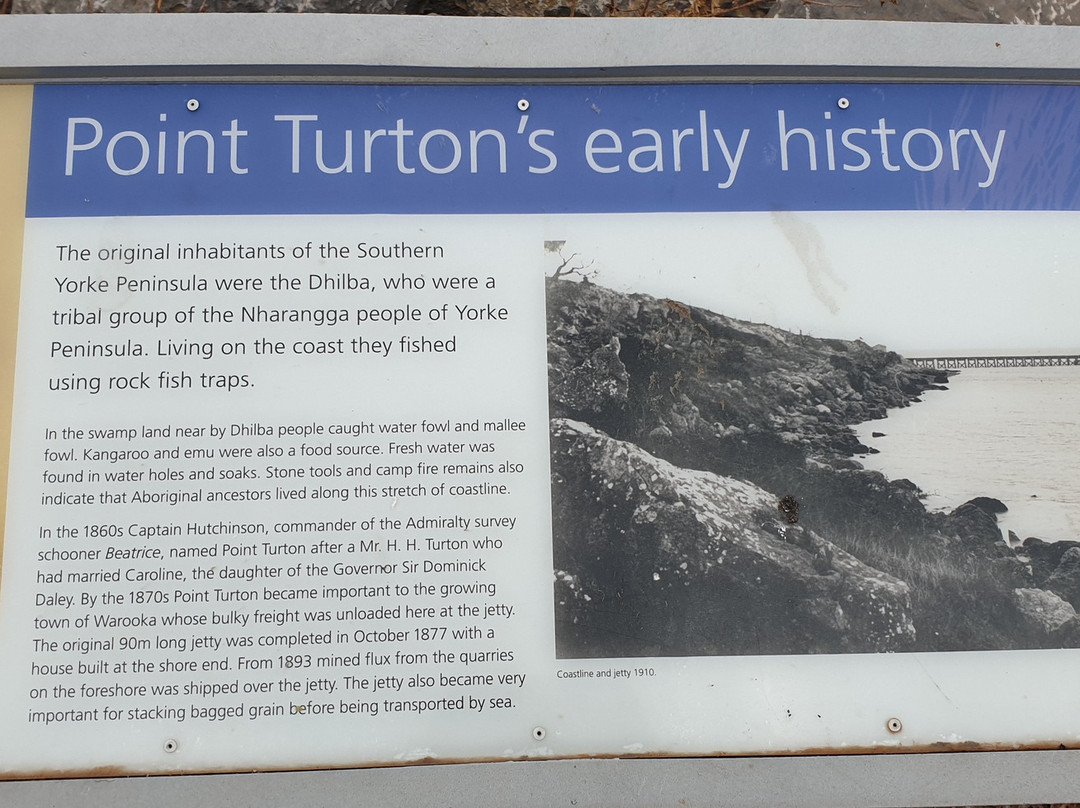 Point Turton's early history
The original inhabitants of the Southern
Yorke Peninsula were the Dhilba, who were a
tribal group of the Nharangga people of Yorke
Peninsula. Living on the coast they fished
using rock fish traps.
In the swamp land near by Dhilba people caught water fowl and mallee
fowl. Kangaroo and emu were also a food source. Fresh water was
found in water holes and soaks. Stone tools and camp fire remains also
indicate that Aboriginal ancestors lived along this stretch of coastline.
In the 1860s Captain Hutchinson, commander of the Admiralty survey
schooner Beatrice, named Point Turton after a Mr. H. H. Turton who
had married Caroline, the daughter of the Governor Sir Dominick
Daley. By the 1870s Point Turton became important to the growing
town of Warooka whose bulky freight was unloaded here at the jetty.
The original 90m long jetty was completed in October 1877 with a
house built at the shore end. From 1893 mined flux from the quarries
on the foreshore was shipped over the jetty. The jetty also became very
important for stacking bagged grain before being transported by sea.
Coastline and jetty 1910.